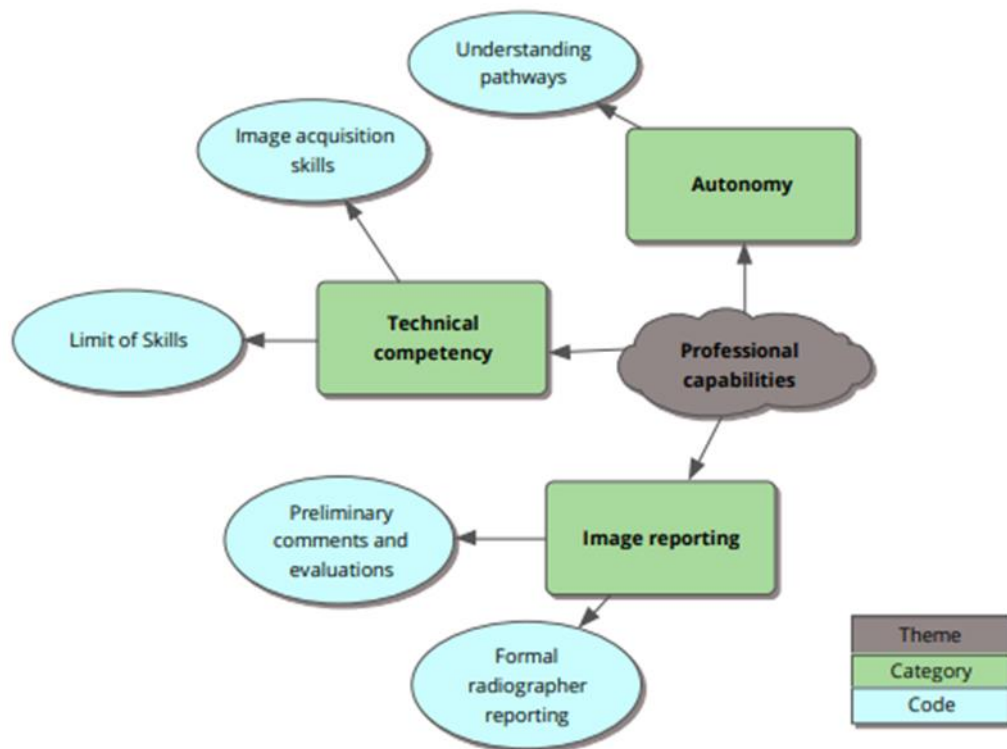 Understanding
pathways
Image acquisition
skills
Autonomy
Limit of Skills
Technical
competency
Professional
capabilities
Preliminary
comments and
evaluations
Image reporting
Formal
radiographer
reporting
Theme
Category
Code